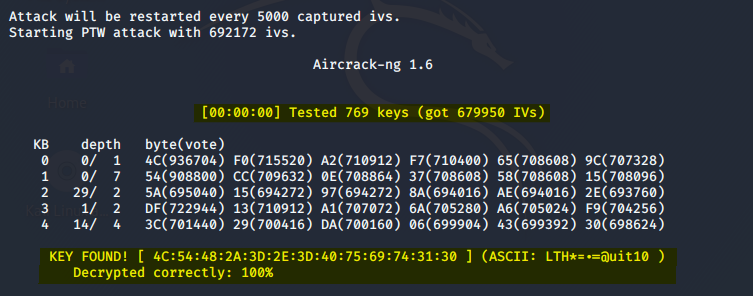 Attack will be restarted every 5000 captured ivs.
Starting PTW attack with 692172 ivs.
Aircrack-ng 1.6
[00:00:00] Tested 769 keys (got 679950 IVs)
KB depth byte(vote)
0 0/ 1 4C(936704) F0(715520) A2(710912) F7(710400) 65(708608) 9C(707328)
1 0/ 7 54(908800) CC(709632) 0E(708864) 37(708608) 58(708608) 15(708096)
2 29/ 2 5A(695040) 15(694272) 97(694272) 8A(694016) AE(694016) 2E(693760)
3 1/ 2 DF(722944) 13(710912) A1(707072) 6A(705280) A6(705024) F9(704256)
4 14/ 4 3C(701440) 29(700416) DA(700160) 06(699904) 43(699392) 30(698624)
KEY FOUND! [ 4C:54:48:2A:3D:2E:3D:40:75:69:74:31:30 ] (ASCII: LTH*=.=@uit10 )
Decrypted correctly: 100%
Home